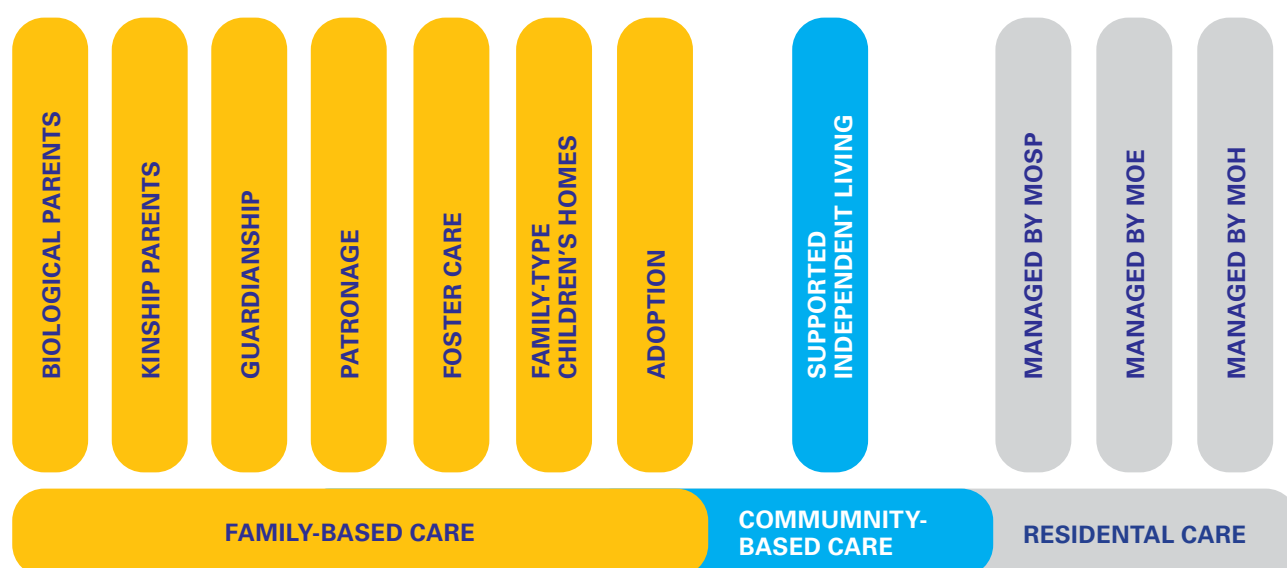 BIOLOGICAL PARENTS
KINSHIP PARENTS
GUARDIANSHIP
PATRONAGE
FOSTER CARE
FAMILY-TYPE
CHILDREN'S HOMES
ADOPTION
SUPPORTED
INDEPENDENT LIVING
MANAGED BY MOSP
MANAGED BY MOE
MANAGED BY MOH
FAMILY-BASED CARE
COMMUMNITY-
BASED CARE
RESIDENTAL CARE